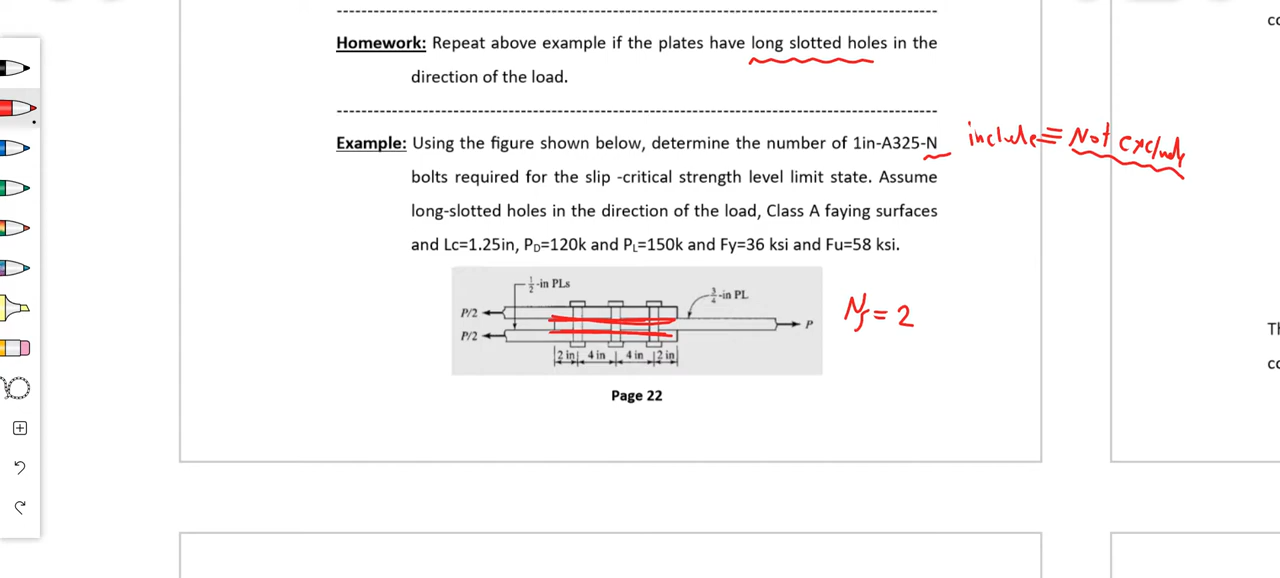 Homework: Repeat above example if the plates have long slotted holes in the
direction of the load.
Example: Using the figure shown below, determine the number of 1in-A325-N
include = Not exclude
bolts required for the slip -critical strength level limit state. Assume
long-slotted holes in the direction of the load, Class A faying surfaces
and Lc=1.25in, PD=120k and PL=150k and Fy=36 ksi and Fu=58 ksi.
1/2-in PLs
3/4-in PL
P/2
P
P/2
Ns = 2
2 in 4 in 4 in 2 in
Page 22